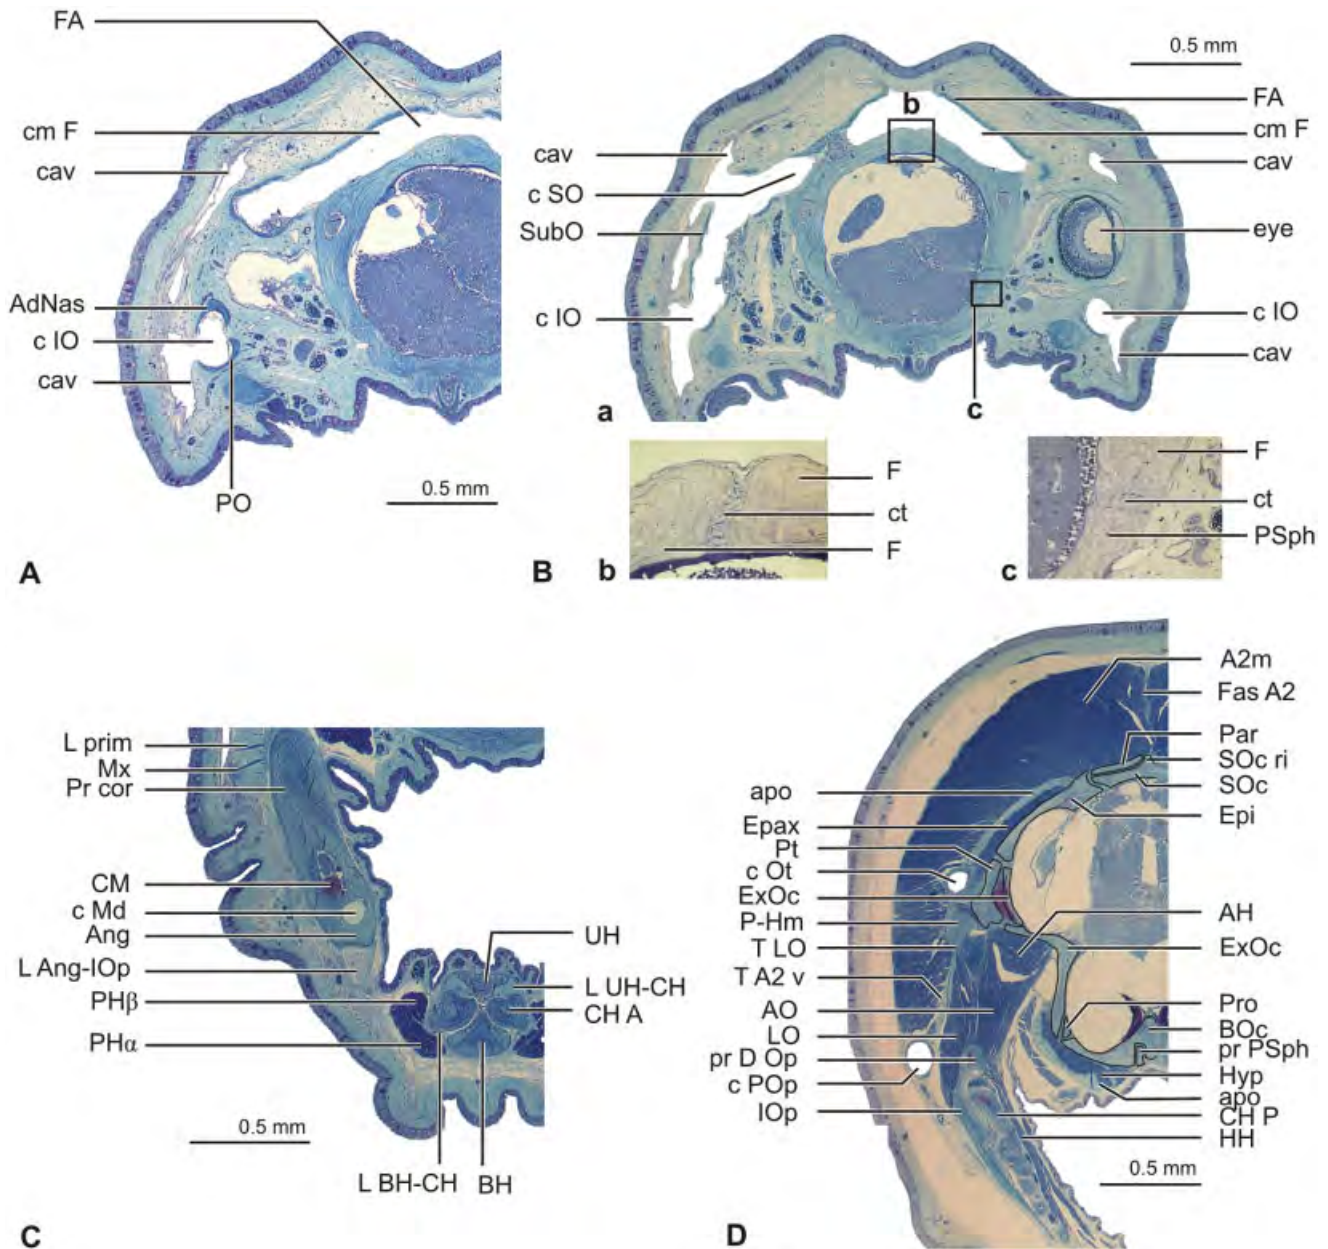 FA
cm F
cav
AdNas
c IO
cav
PO
0.5 mm
A
0.5 mm
b
FA
cm F
cav
eye
c IO
cav
cav
c SO
SubO
c IO
a
c
B
b
F
ct
F
c
F
ct
PSph
L prim
Mx
Pr cor
CM
c Md
Ang
L Ang-IOp
PHβ
PHα
UH
L UH-CH
CH A
0.5 mm
L BH-CH
BH
C
A2m
Fas A2
Par
SOc ri
SOc
Epi
apo
Epax
Pt
c Ot
ExOc
P-Hm
T LO
T A2 v
AO
LO
pr D Op
c POp
IOp
AH
ExOc
Pro
BOc
pr PSph
Hyp
apo
CH P
HH
0.5 mm
D